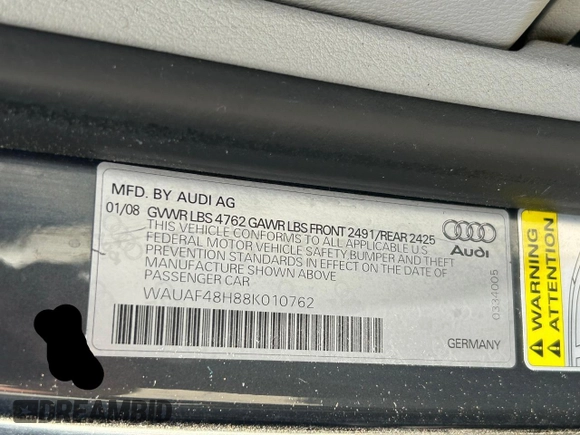 MFD. BY AUDI AG
01/08 GVWR LBS 4762 GAWR LBS FRONT 2491/REAR 2425
THIS VEHICLE CONFORMS TO ALL APPLICABLE U.S.
FEDERAL MOTOR VEHICLE SAFETY BUMPER AND THEFT
PREVENTION STANDARDS IN EFFECT ON THE DATE OF
MANUFACTURE SHOWN ABOVE
PASSENGER CAR
WAUAF48H88K010762
GERMANY
Audi
0334005
WARNING
ATTENTION
DREAMBID